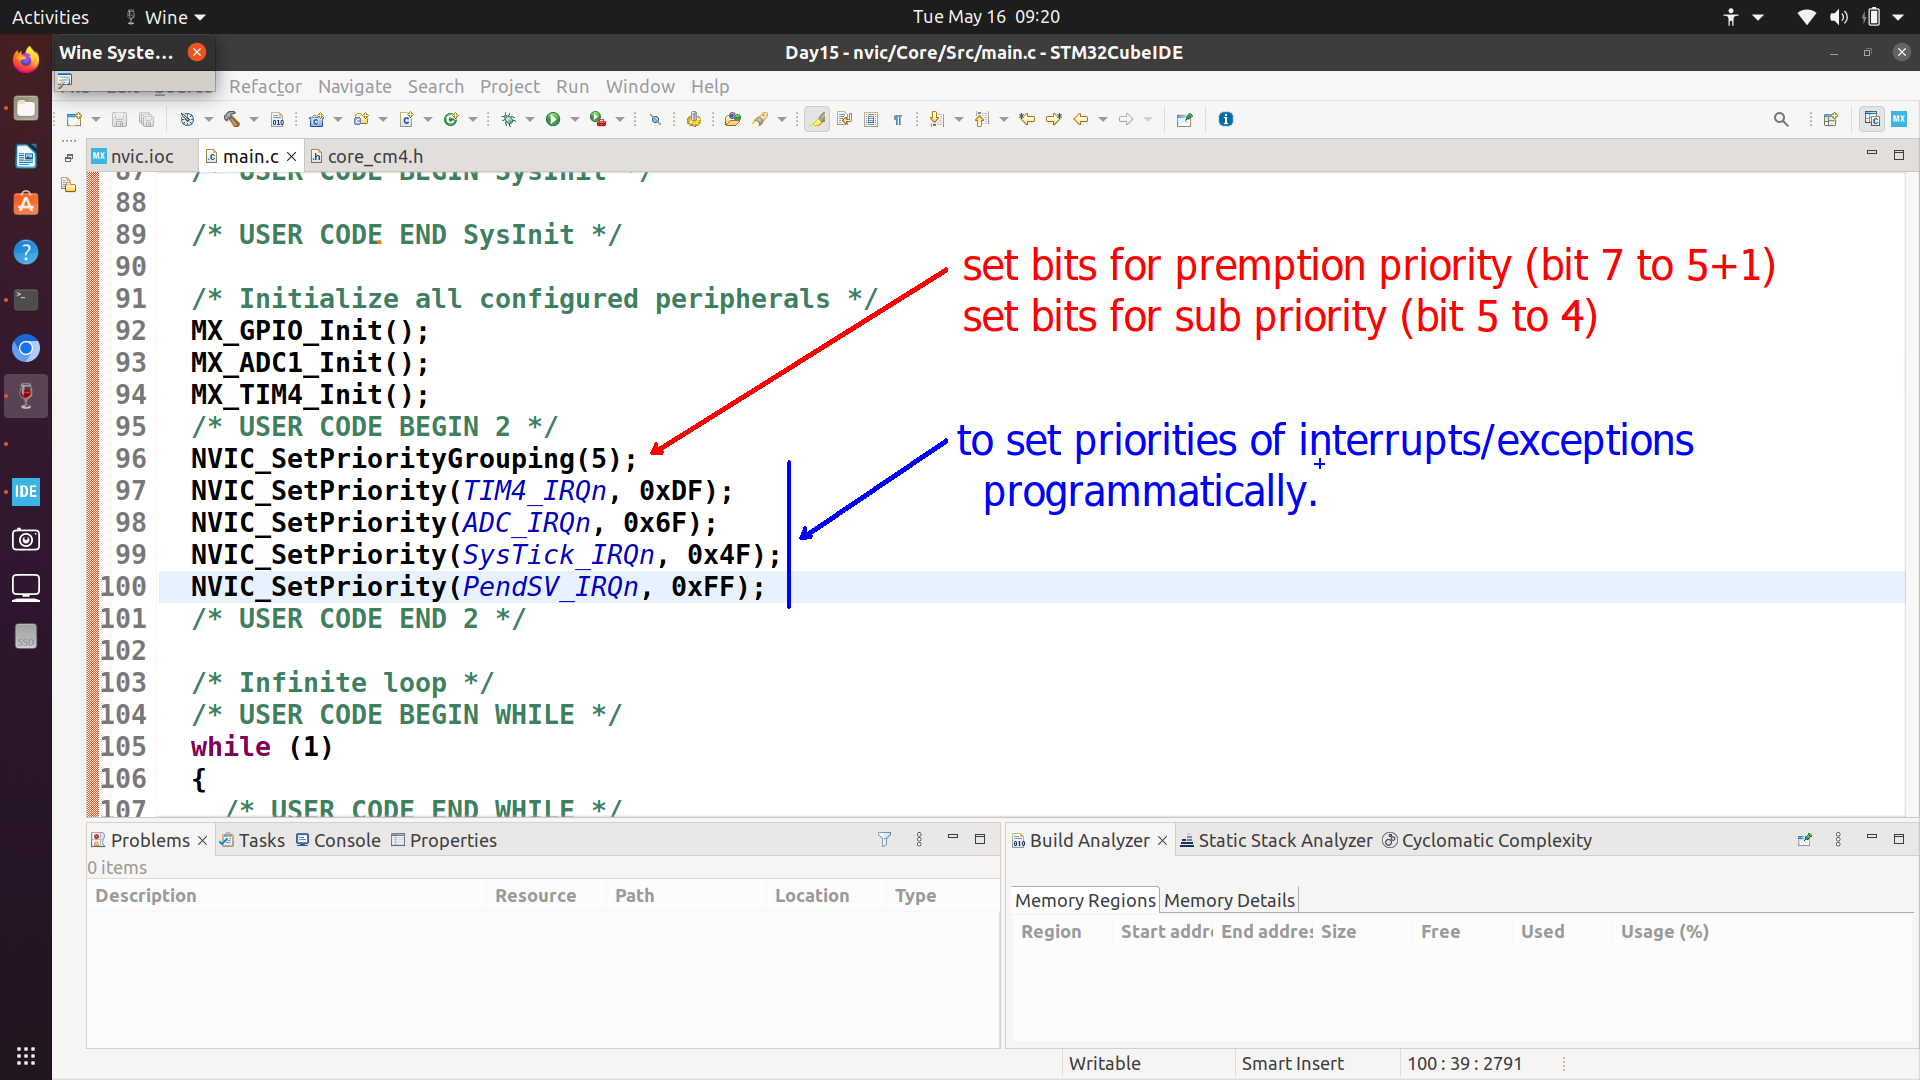 Activities
Wine
Tue May 16 09:20
Wine Syste...
Day15 - nvic/Core/Src/main.c - STM32CubeIDE
Refactor Navigate Search Project Run Window Help
nvic.ioc main.c core_cm4.h
87 /* USER CODE BEGIN SysInit */
88
89 /* USER CODE END SysInit */
90
91 /* Initialize all configured peripherals */
92 MX_GPIO_Init();
93 MX_ADC1_Init();
94 MX_TIM4_Init();
95 /* USER CODE BEGIN 2 */
96 NVIC_SetPriorityGrouping(5);
97 NVIC_SetPriority(TIM4_IRQn, 0xDF);
98 NVIC_SetPriority(ADC_IRQn, 0x6F);
99 NVIC_SetPriority(SysTick_IRQn, 0x4F);
100 NVIC_SetPriority(PendSV_IRQn, 0xFF);
101 /* USER CODE END 2 */
102
103 /* Infinite loop */
104 /* USER CODE BEGIN WHILE */
105 while (1)
106 {
107 /* USER CODE END WHILE */
set bits for premption priority (bit 7 to 5+1)
set bits for sub priority (bit 5 to 4)
to set priorities of interrupts/exceptions
programmatically.
IDE
SSD
Problems Tasks Console Properties
0 items
Description Resource Path Location Type
Build Analyzer Static Stack Analyzer Cyclomatic Complexity
Memory Regions Memory Details
Region Start addre End addres Size Free Used Usage (%)
Writable Smart Insert 100 : 39 : 2791